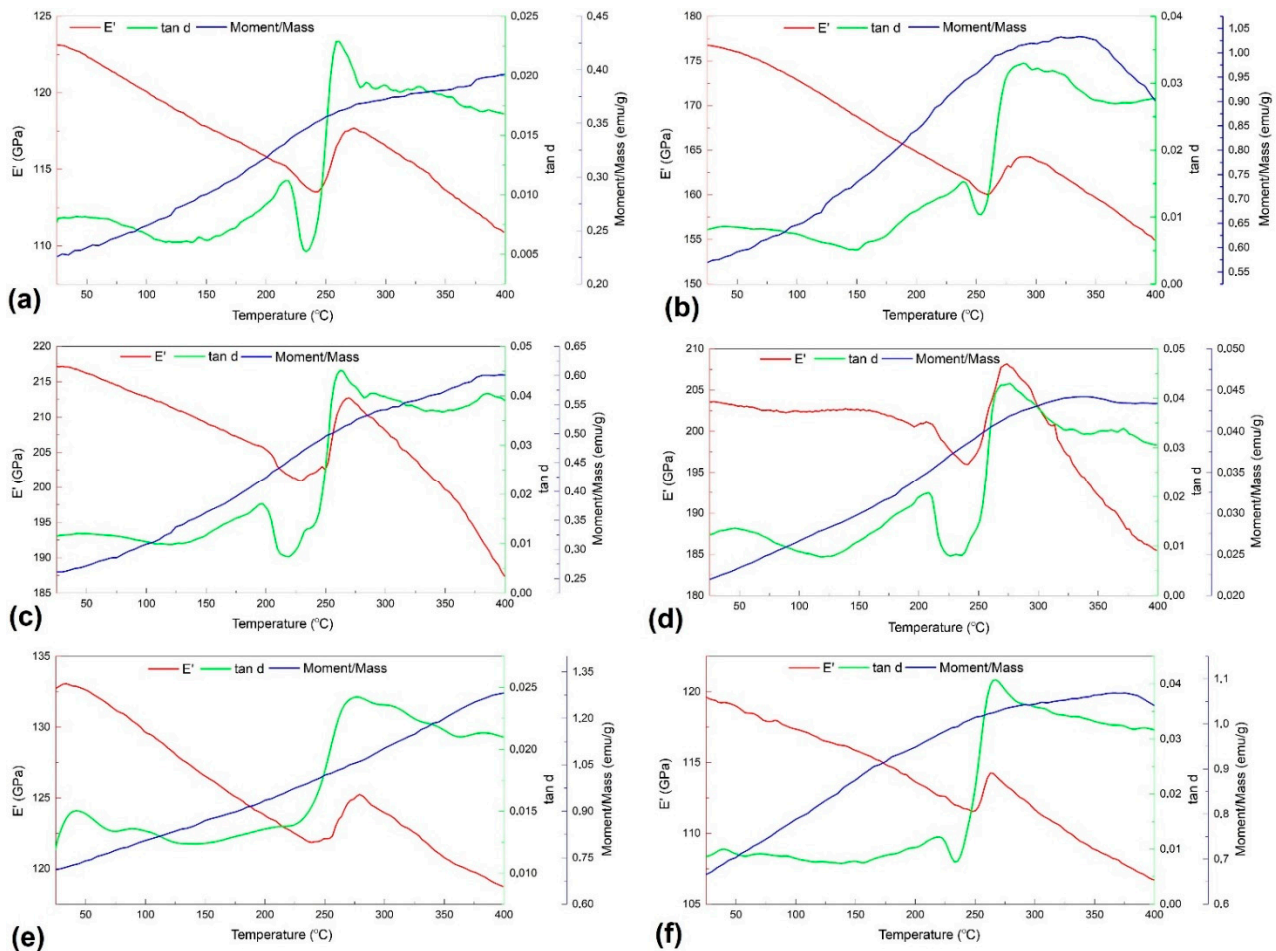 E' tan d Moment/Mass
125
120
115
110
E' (GPa)
50 100 150 200 250 300 350 400
Temperature (°C)
0,025
0,020
0,015
0,010
0,005
tan d
0,45
0,40
0,35
0,30
0,25
0,20
Moment/Mass (emu/g)
(a)
E' tan d Moment/Mass
180
175
170
165
160
155
150
E' (GPa)
50 100 150 200 250 300 350 400
Temperature (°C)
0,04
0,03
0,02
0,01
0,00
tan d
1,05
1,00
0,95
0,90
0,85
0,80
0,75
0,70
0,65
0,60
0,55
Moment/Mass (emu/g)
(b)
E' tan d Moment/Mass
220
215
210
205
200
195
190
185
E' (GPa)
50 100 150 200 250 300 350 400
Temperature (°C)
0,05
0,04
0,03
0,02
0,01
0,00
tan d
0,65
0,60
0,55
0,50
0,45
0,40
0,35
0,30
0,25
Moment/Mass (emu/g)
(c)
E' tan d Moment/Mass
210
205
200
195
190
185
180
E' (GPa)
50 100 150 200 250 300 350 400
Temperature (°C)
0,05
0,04
0,03
0,02
0,01
0,00
tan d
0,050
0,045
0,040
0,035
0,030
0,025
0,020
Moment/Mass (emu/g)
(d)
E' tan d Moment/Mass
135
130
125
120
E' (GPa)
50 100 150 200 250 300 350 400
Temperature (°C)
0,025
0,020
0,015
0,010
tan d
1,35
1,20
1,05
0,90
0,75
0,60
Moment/Mass (emu/g)
(e)
E' tan d Moment/Mass
120
115
110
105
E' (GPa)
50 100 150 200 250 300 350 400
Temperature (°C)
0,04
0,03
0,02
0,01
0,00
tan d
1,1
1,0
0,9
0,8
0,7
0,6
Moment/Mass (emu/g)
(f)